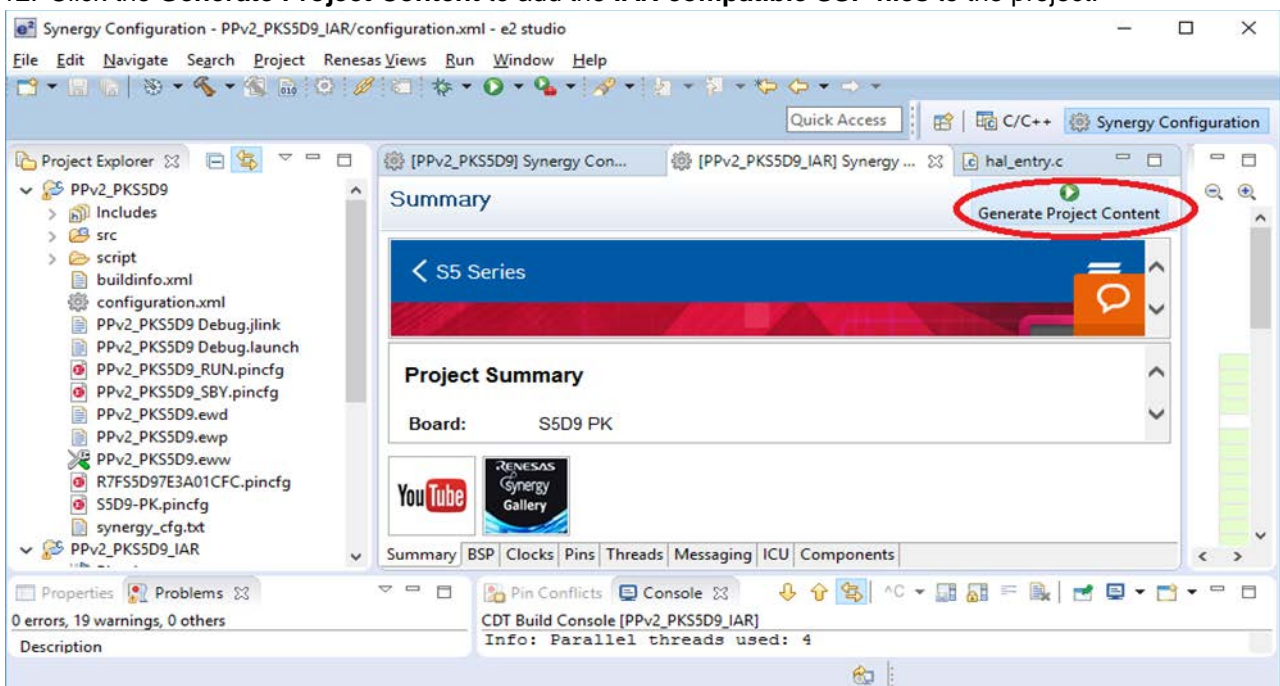 Synergy Configuration - PPv2_PKS5D9_IAR/configuration.xml - e2 studio
File Edit Navigate Search Project Renesas Views Run Window Help
Quick Access
C/C++
Synergy Configuration
Project Explorer
PPv2_PKS5D9
Includes
src
script
buildinfo.xml
configuration.xml
PPv2_PKS5D9 Debug.jlink
PPv2_PKS5D9 Debug.launch
PPv2_PKS5D9_RUN.pincfg
PPv2_PKS5D9_SBY.pincfg
PPv2_PKS5D9.ewd
PPv2_PKS5D9.ewp
PPv2_PKS5D9.eww
R7FS5D97E3A01CFC.pincfg
S5D9-PK.pincfg
synergy_cfg.txt
PPv2_PKS5D9_IAR
[PPv2_PKS5D9] Synergy Con...
[PPv2_PKS5D9_IAR] Synergy ...
hal_entry.c
Summary
Generate Project Content
S5 Series
Project Summary
Board: S5D9 PK
You Tube
RENESAS
Synergy
Gallery
Summary BSP Clocks Pins Threads Messaging ICU Components
Properties Problems
0 errors, 19 warnings, 0 others
Description
Pin Conflicts Console
CDT Build Console [PPv2_PKS5D9_IAR]
Info: Parallel threads used: 4